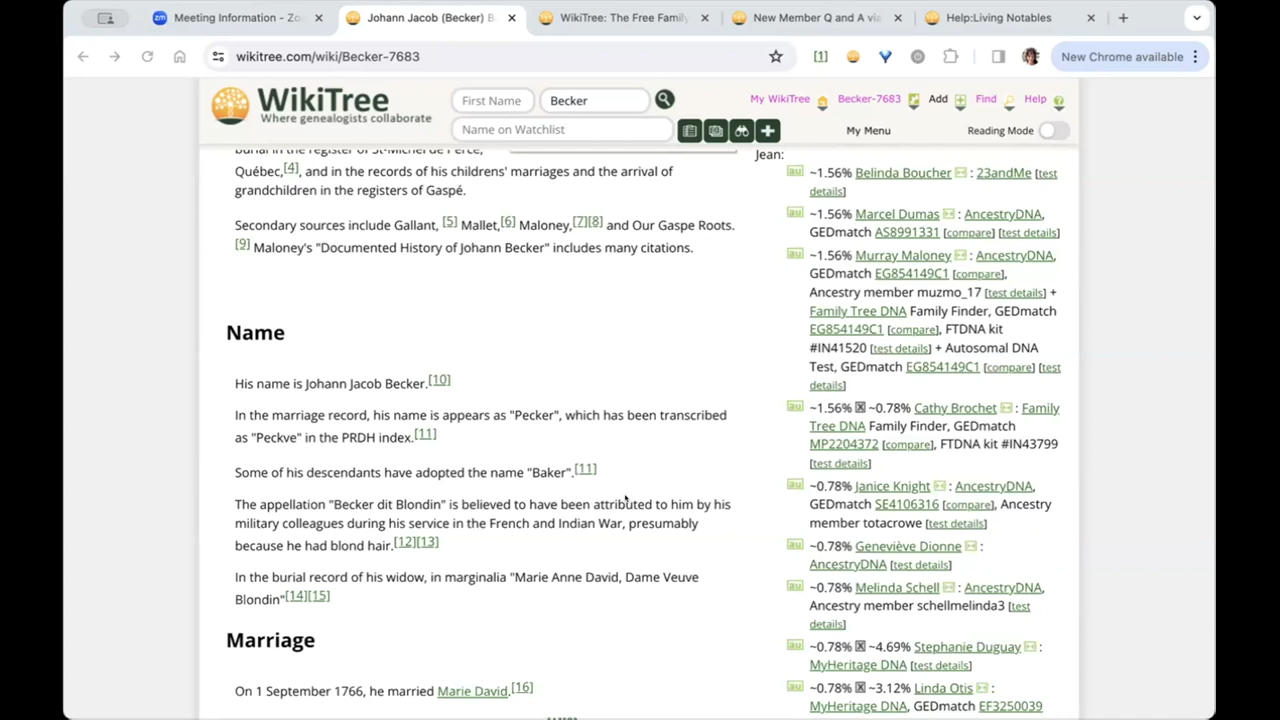 Meeting Information - Zo
Johann Jacob (Becker) B
WikiTree: The Free Family
New Member Q and A via
Help:Living Notables
wikitree.com/wiki/Becker-7683
[1]
New Chrome available
WikiTree
Where genealogists collaborate
First Name
Becker
Name on Watchlist
My WikiTree
Becker-7683
Add
Find
Help
My Menu
Reading Mode
burial in the register of St-Michel de Percé,
Québec,[4], and in the records of his childrens' marriages and the arrival of
grandchildren in the registers of Gaspé.
Secondary sources include Gallant, [5] Mallet,[6] Maloney,[7][8] and Our Gaspe Roots.
[9] Maloney's "Documented History of Johann Becker" includes many citations.
Name
His name is Johann Jacob Becker.[10]
In the marriage record, his name is appears as "Pecker", which has been transcribed
as "Peckve" in the PRDH index.[11]
Some of his descendants have adopted the name "Baker".[11]
The appellation "Becker dit Blondin" is believed to have been attributed to him by his
military colleagues during his service in the French and Indian War, presumably
because he had blond hair.[12][13]
In the burial record of his widow, in marginalia "Marie Anne David, Dame Veuve
Blondin"[14][15]
Marriage
On 1 September 1766, he married Marie David.[16]
Jean:
au ~1.56% Belinda Boucher : 23andMe [test
details]
au ~1.56% Marcel Dumas : AncestryDNA,
GEDmatch AS8991331 [compare] [test details]
au ~1.56% Murray Maloney : AncestryDNA,
GEDmatch EG854149C1 [compare],
Ancestry member muzmo_17 [test details] +
Family Tree DNA Family Finder, GEDmatch
EG854149C1 [compare], FTDNA kit
#IN41520 [test details] + Autosomal DNA
Test, GEDmatch EG854149C1 [compare] [test
details]
au ~1.56% X ~0.78% Cathy Brochet : Family
Tree DNA Family Finder, GEDmatch
MP2204372 [compare], FTDNA kit #IN43799
[test details]
au ~0.78% Janice Knight : AncestryDNA,
GEDmatch SE4106316 [compare], Ancestry
member totacrowe [test details]
au ~0.78% Geneviève Dionne :
AncestryDNA [test details]
au ~0.78% Melinda Schell : AncestryDNA,
Ancestry member schellmelinda3 [test
details]
au ~0.78% X ~4.69% Stephanie Duguay :
MyHeritage DNA [test details]
au ~0.78% X ~3.12% Linda Otis :
MyHeritage DNA, GEDmatch EF3250039